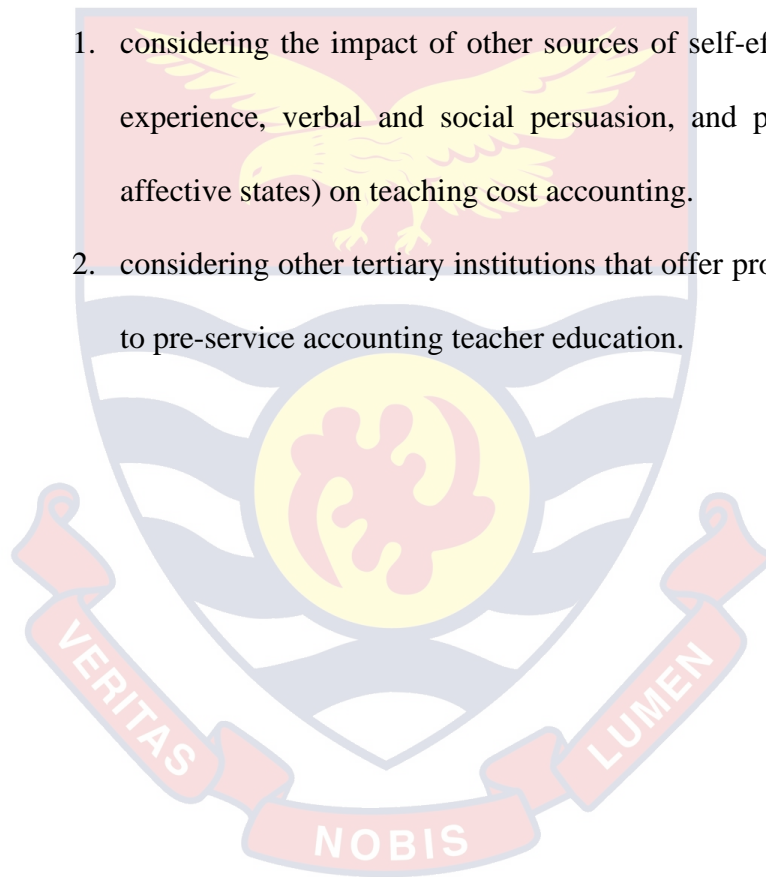 1. considering the impact of other sources of self-ef
experience, verbal and social persuasion, and p
affective states) on teaching cost accounting.
2. considering other tertiary institutions that offer pro
to pre-service accounting teacher education.
VERITAS
NOBIS
LUMEN